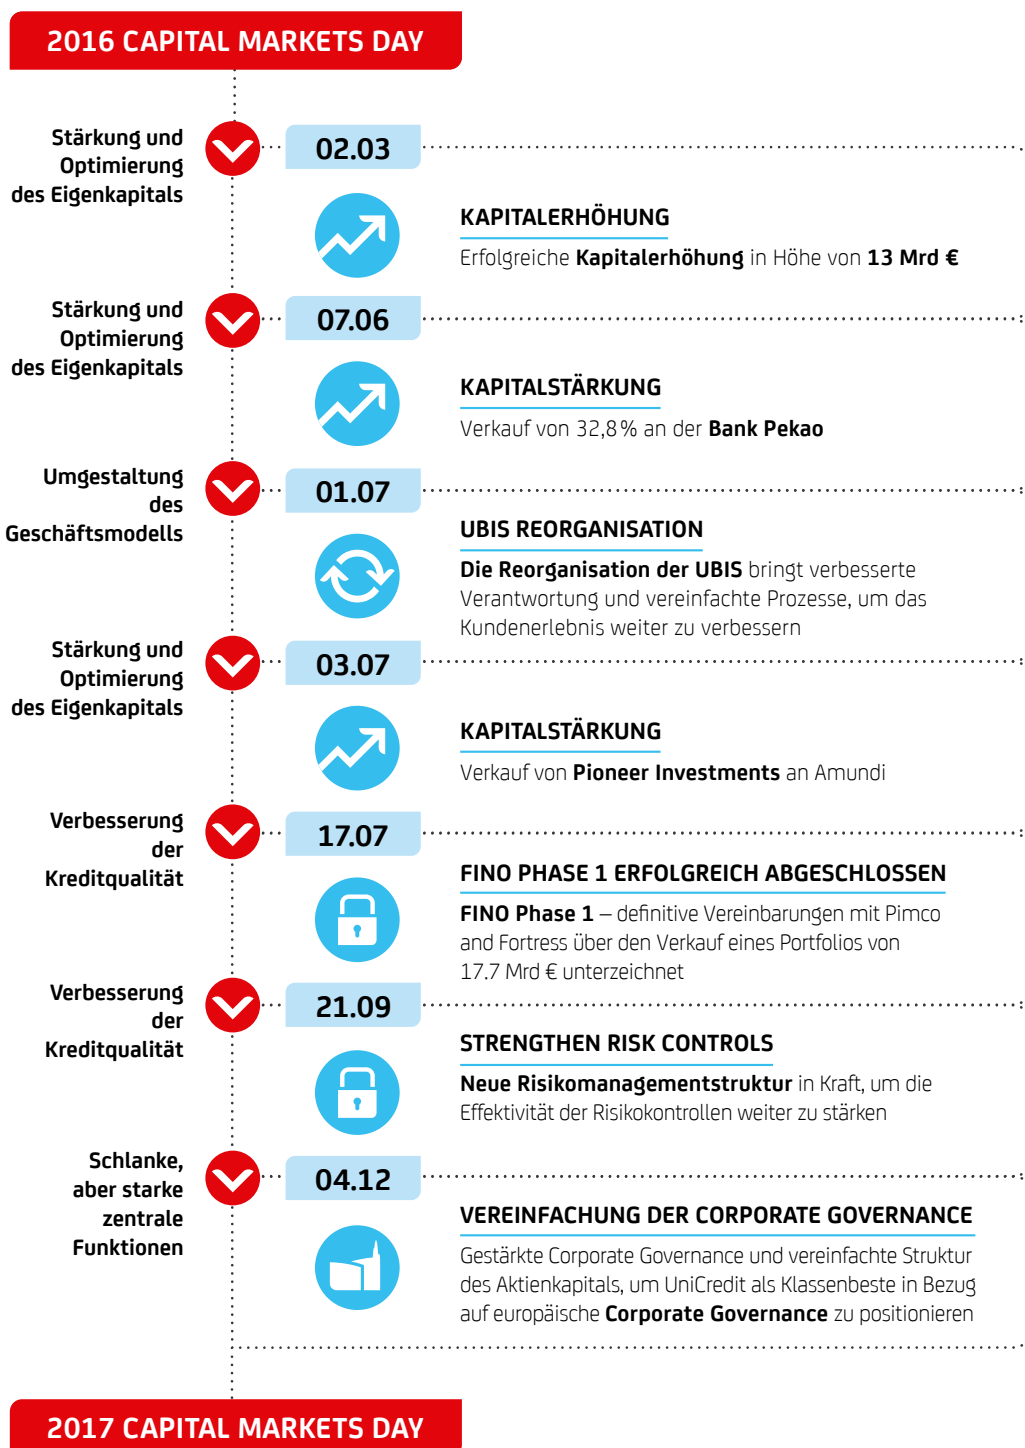 2016 CAPITAL MARKETS DAY
Stärkung und
Optimierung
des Eigenkapitals
02.03
KAPITALERHÖHUNG
Erfolgreiche Kapitalerhöhung in Höhe von 13 Mrd €
Stärkung und
Optimierung
des Eigenkapitals
07.06
KAPITALSTÄRKUNG
Verkauf von 32,8 % an der Bank Pekao
Umgestaltung
des
Geschäftsmodells
01.07
UBIS REORGANISATION
Die Reorganisation der UBIS bringt verbesserte
Verantwortung und vereinfachte Prozesse, um das
Kundenerlebnis weiter zu verbessern
Stärkung und
Optimierung
des Eigenkapitals
03.07
KAPITALSTÄRKUNG
Verkauf von Pioneer Investments an Amundi
Verbesserung
der
Kreditqualität
17.07
FINO PHASE 1 ERFOLGREICH ABGESCHLOSSEN
FINO Phase 1 – definitive Vereinbarungen mit Pimco
and Fortress über den Verkauf eines Portfolios von
17.7 Mrd € unterzeichnet
Verbesserung
der
Kreditqualität
21.09
STRENGTHEN RISK CONTROLS
Neue Risikomanagementstruktur in Kraft, um die
Effektivität der Risikokontrollen weiter zu stärken
Schlanke,
aber starke
zentrale
Funktionen
04.12
VEREINFACHUNG DER CORPORATE GOVERNANCE
Gestärkte Corporate Governance und vereinfachte Struktur
des Aktienkapitals, um UniCredit als Klassenbeste in Bezug
auf europäische Corporate Governance zu positionieren
2017 CAPITAL MARKETS DAY